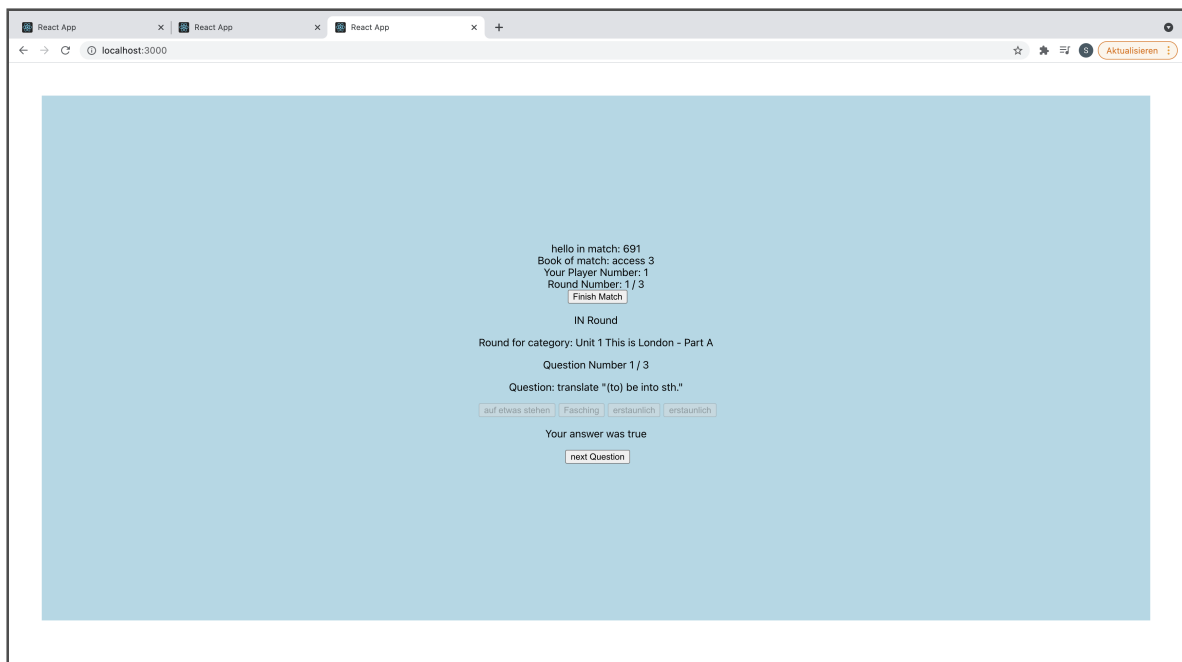 React App
React App
React App
localhost:3000
S
Aktualisieren
hello in match: 691
Book of match: access 3
Your Player Number: 1
Round Number: 1 / 3
Finish Match
IN Round
Round for category: Unit 1 This is London - Part A
Question Number 1 / 3
Question: translate "(to) be into sth."
auf etwas stehen Fasching erstaunlich erstaunlich
Your answer was true
next Question